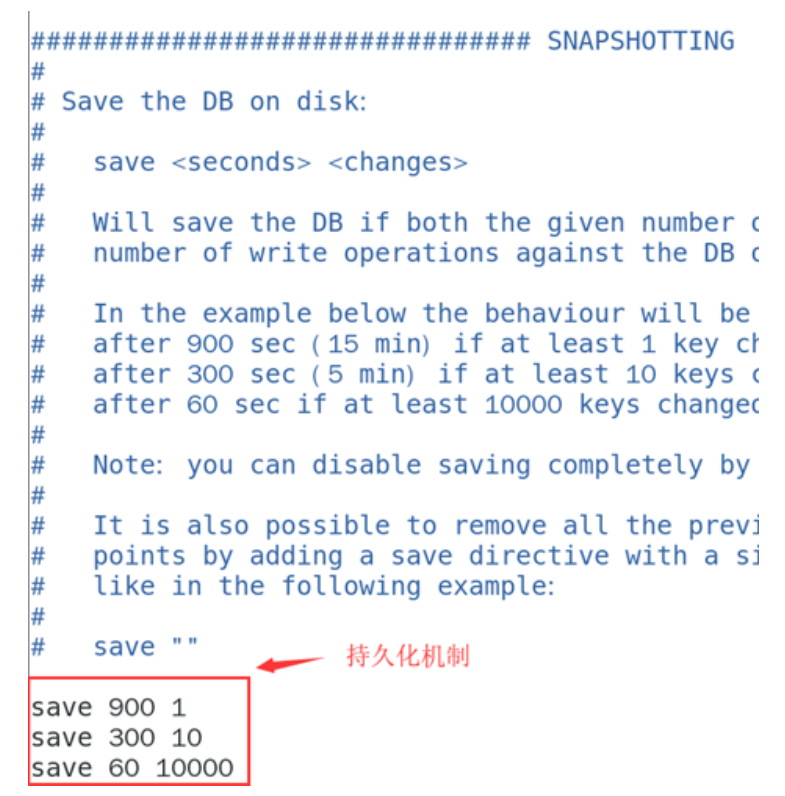 ################################ SNAPSHOTTING
#
# Save the DB on disk:
#
#   save <seconds> <changes>
#
#   Will save the DB if both the given number
#   number of write operations against the DB
#
#   In the example below the behaviour will be
#   after 900 sec (15 min) if at least 1 key
#   after 300 sec (5 min) if at least 10 keys
#   after 60 sec if at least 10000 keys changed
#
#   Note: you can disable saving completely by
#
#   It is also possible to remove all the
#   points by adding a save directive with a
#   like in the following example:
#
#   save ""
持久化机制
save 900 1
save 300 10
save 60 10000